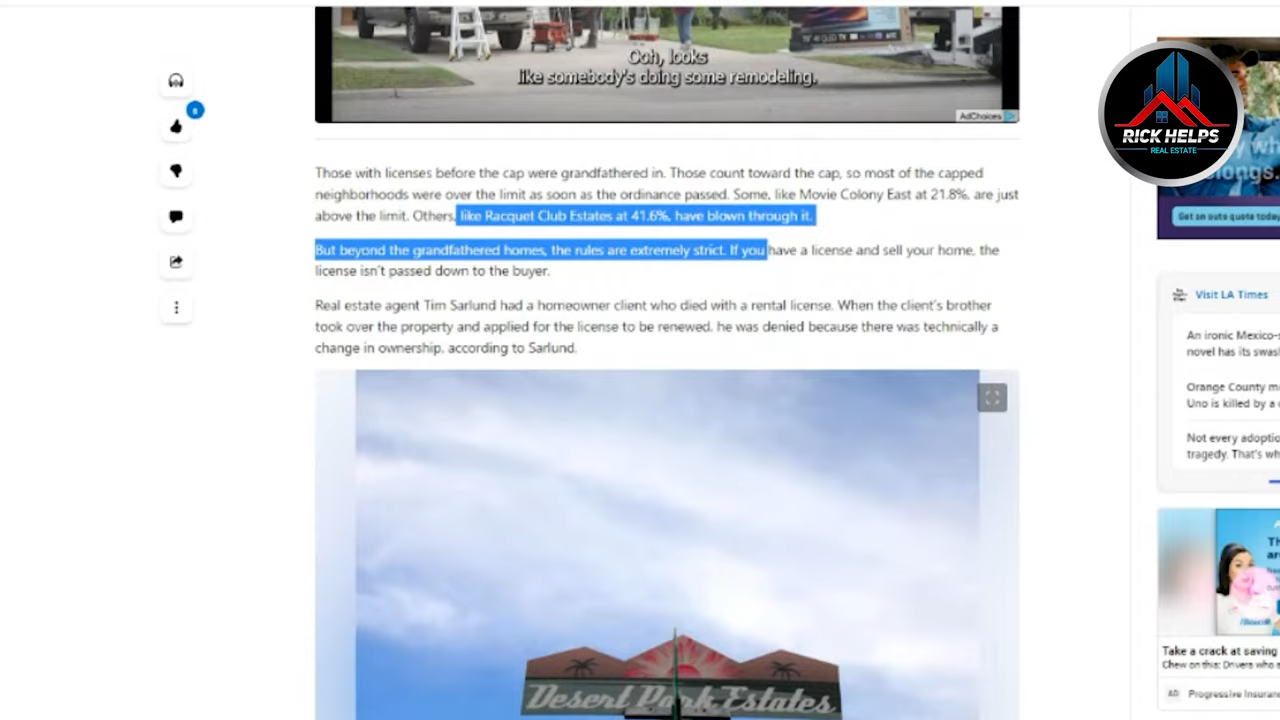 Ooh, looks
like somebody's doing some remodeling.
AdChoices
RICK HELPS
REAL ESTATE
Get an auto quote today
8
Those with licenses before the cap were grandfathered in. Those count toward the cap, so most of the capped
neighborhoods were over the limit as soon as the ordinance passed. Some, like Movie Colony East at 21.8%, are just
above the limit. Others, like Racquet Club Estates at 41.6%, have blown through it.
But beyond the grandfathered homes, the rules are extremely strict. If you have a license and sell your home, the
license isn't passed down to the buyer.
Real estate agent Tim Sarlund had a homeowner client who died with a rental license. When the client's brother
took over the property and applied for the license to be renewed, he was denied because there was technically a
change in ownership, according to Sarlund.
Desert Park Estates
Visit LA Times
An ironic Mexico-s
novel has its swas
Orange County m
Uno is killed by a
Not every adoptio
tragedy. That's wh
Take a crack at saving
Chew on this: Drivers who
AD Progressive Insuran